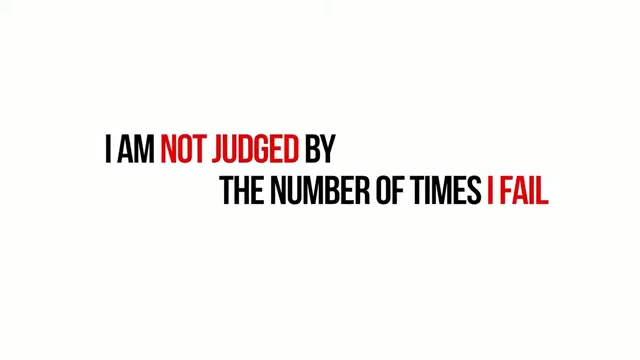 I AM NOT JUDGED BY
THE NUMBER OF TIMES I FAIL